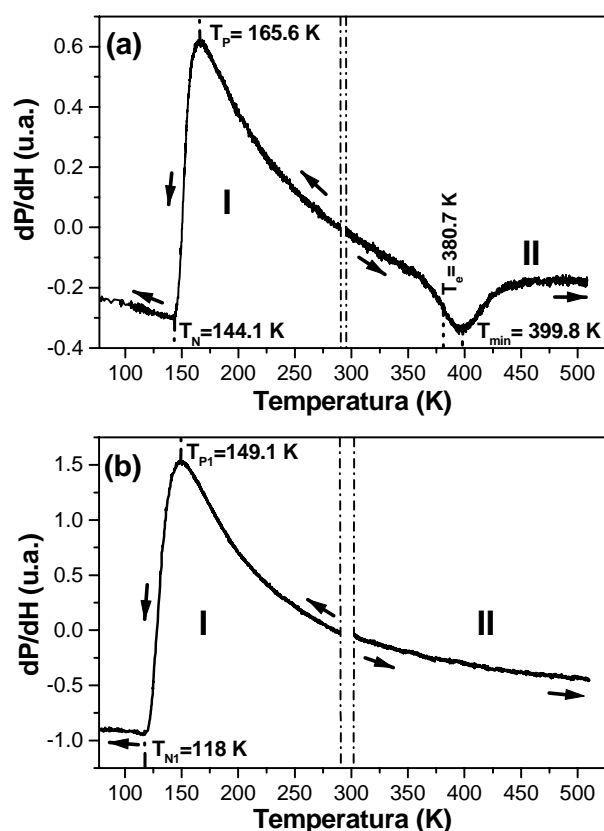 (a)
T_P= 165.6 K
0.6
0.4
0.2
0.0
-0.2
-0.4
dP/dH (u.a.)
I
II
T_e= 380.7 K
T_N=144.1 K
T_min= 399.8 K
100 150 200 250 300 350 400 450 500
Temperatura (K)
(b)
T_P1=149.1 K
1.5
1.0
0.5
0.0
-0.5
-1.0
dP/dH (u.a.)
I
II
T_N1=118 K
100 150 200 250 300 350 400 450 500
Temperatura (K)